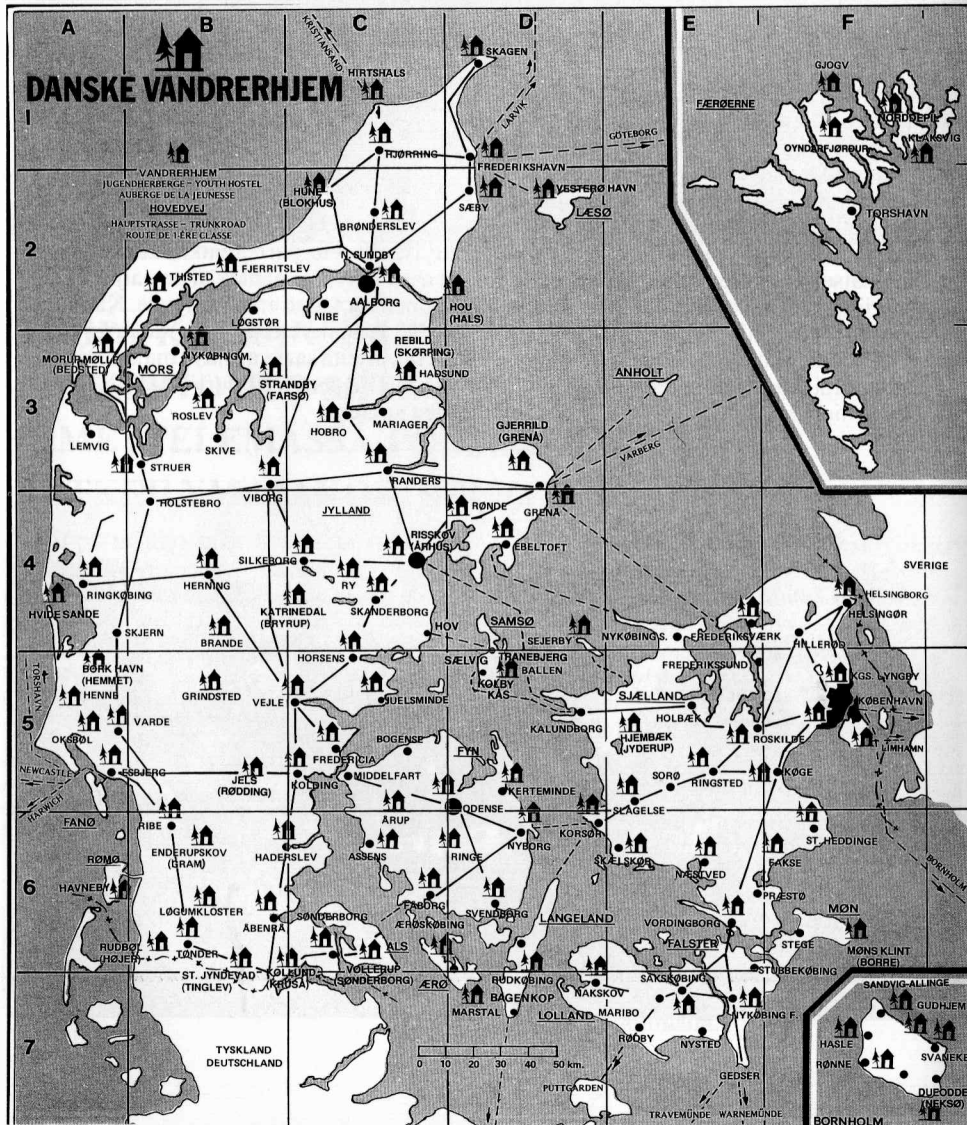 A
B
C
D
E
F
DANSKE VANDRERHJEM
VANDRERHJEM
JUGENDHERBERGE – YOUTH HOSTEL
AUBERGE DE LA JEUNESSE
HOVEDVEJ
HAUPTSTRASSE – TRUNKROAD
ROUTE DE 1-ÈRE CLASSE
KRISTIANSAND
HIRTSHALS
SKAGEN
LARVIK
GÖTEBORG
FÆRØERNE
GJOGV
NORDDEPIL
KLAKSVIG
OYNDERFJØRDUR
TORSHAVN
1
HJØRRING
FREDERIKSHAVN
HUNE
(BLOKHUS)
BRØNDERSLEV
SÆBY
VESTERØ HAVN
LÆSØ
2
N. SUNDBY
FJERRITSLEV
THISTED
AALBORG
LØGSTØR
NIBE
HOU
(HALS)
MORUP MØLLE
(BEDSTED)
NYKØBING M.
MORS
REBILD
(SKØRPING)
HADSUND
STRANDBY
(FARSØ)
ANHOLT
3
ROSLEV
HOBRO
MARIAGER
LEMVIG
SKIVE
GJERRILD
(GRENÅ)
VARBERG
STRUER
RANDERS
HOLSTEBRO
VIBORG
JYLLAND
RØNDE
GRENÅ
RISSKOV
(ÅRHUS)
EBELTOFT
4
SILKEBORG
RY
SVERIGE
RINGKØBING
HERNING
KATRINEDAL
(BRYRUP)
SKANDERBORG
HVIDE SANDE
HELSINGBORG
HELSINGØR
SKJERN
BRANDE
HOV
SAMSØ
SEJERBY
NYKØBING S.
FREDERIKSVÆRK
HILLERØD
HORSENS
SÆLVIG
TRANEBJERG
BALLEN
KOLBY
KÅS
FREDERIKSSUND
TORSHAVN
BORK HAVN
(HEMMET)
HENNE
GRINDSTED
VEJLE
JUELSMINDE
SJÆLLAND
KGS. LYNGBY
KØBENHAVN
5
VARDE
OKSBØL
KALUNDBORG
HOLBÆK
ROSKILDE
HJEMBÆK
(JYDERUP)
LIMHAMN
BOGENSE
FYN
FREDERICIA
NEWCASTLE
ESBJERG
JELS
(RØDDING)
KOLDING
MIDDELFART
KERTEMINDE
SORØ
RINGSTED
KØGE
HARWICH
FANØ
RIBE
ÅRUP
ODENSE
SLAGELSE
KORSØR
ENDERUPSKOV
(GRAM)
HADERSLEV
ASSENS
RINGE
NYBORG
SKÆLSKØR
ST. HEDDINGE
FAKSE
BORNHOLM
RØMØ
NÆSTVED
6
HAVNEBY
LØGUMKLOSTER
FÅBORG
SVENDBORG
PRÆSTØ
ÅBENRÅ
SØNDERBORG
ÆRØSKØBING
LANGELAND
VORDINGBORG
MØN
RUDBØL
(HØJER)
TØNDER
ALS
FALSTER
STEGE
MØNS KLINT
(BORRE)
ST. JYNDEVAD
(TINGLEV)
KOLLUND
(KRUSÅ)
VOLLERUP
(SØNDERBORG)
ÆRØ
RUDKØBING
STUBBEKØBING
SAKSKØBING
NAKSKOV
MARSTAL
BAGENKOP
LOLLAND
MARIBO
NYKØBING F.
SANDVIG-ALLINGE
GUDHJEM
7
RØDBY
NYSTED
HASLE
SVANEKE
TYSKLAND
DEUTSCHLAND
0 10 20 30 40 50 km.
RØNNE
GEDSER
PUTTGARDEN
DUEODDE
(NEKSØ)
TRAVEMÜNDE
WARNEMÜNDE
BORNHOLM